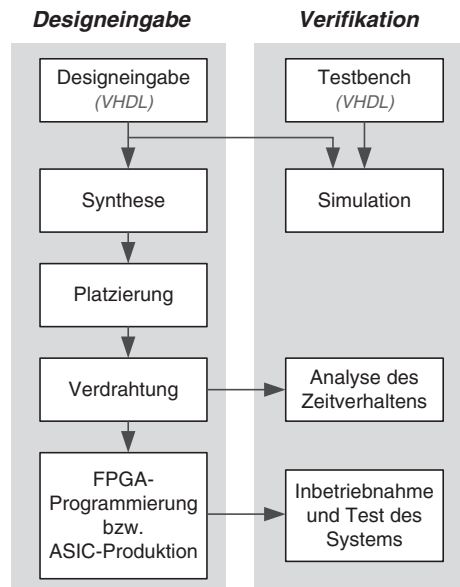 Designeingabe
Verifikation
Designeingabe
(VHDL)
Testbench
(VHDL)
Synthese
Simulation
Platzierung
Verdrahtung
Analyse des
Zeitverhaltens
FPGA-
Programmierung
bzw.
ASIC-Produktion
Inbetriebnahme
und Test des
Systems